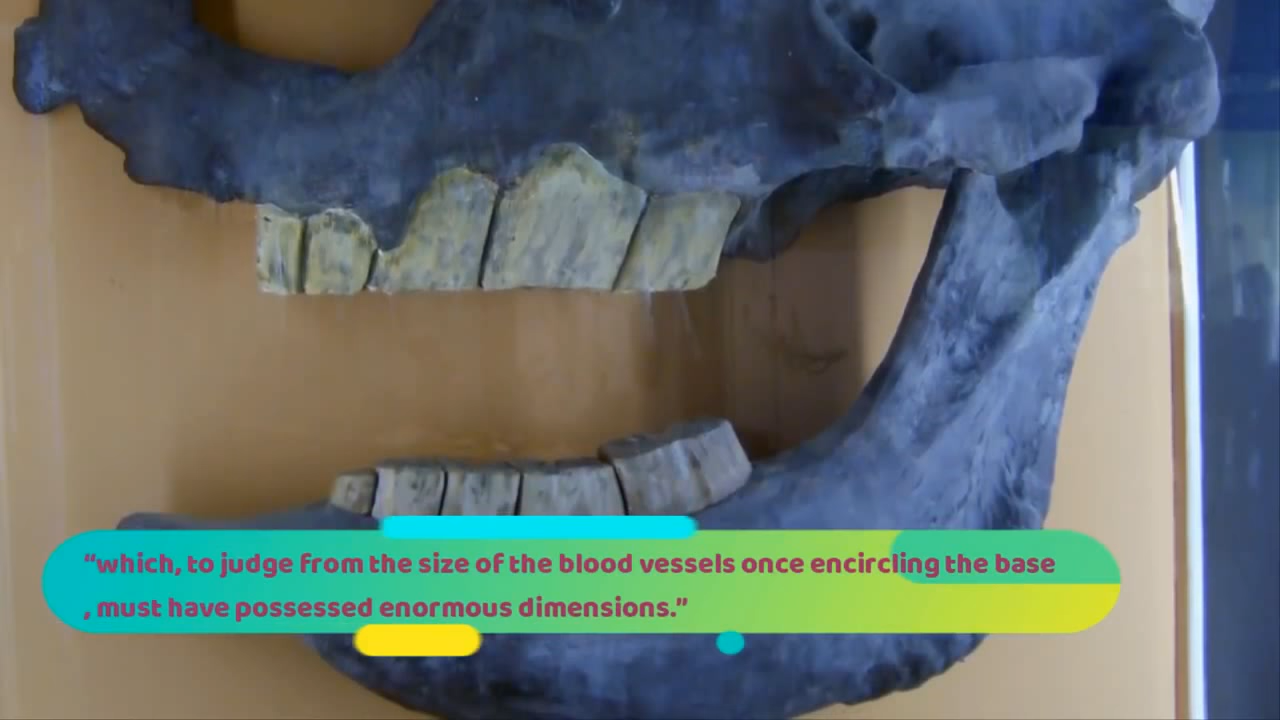 “which, to judge from the size of the blood vessels once encircling the base
, must have possessed enormous dimensions.”